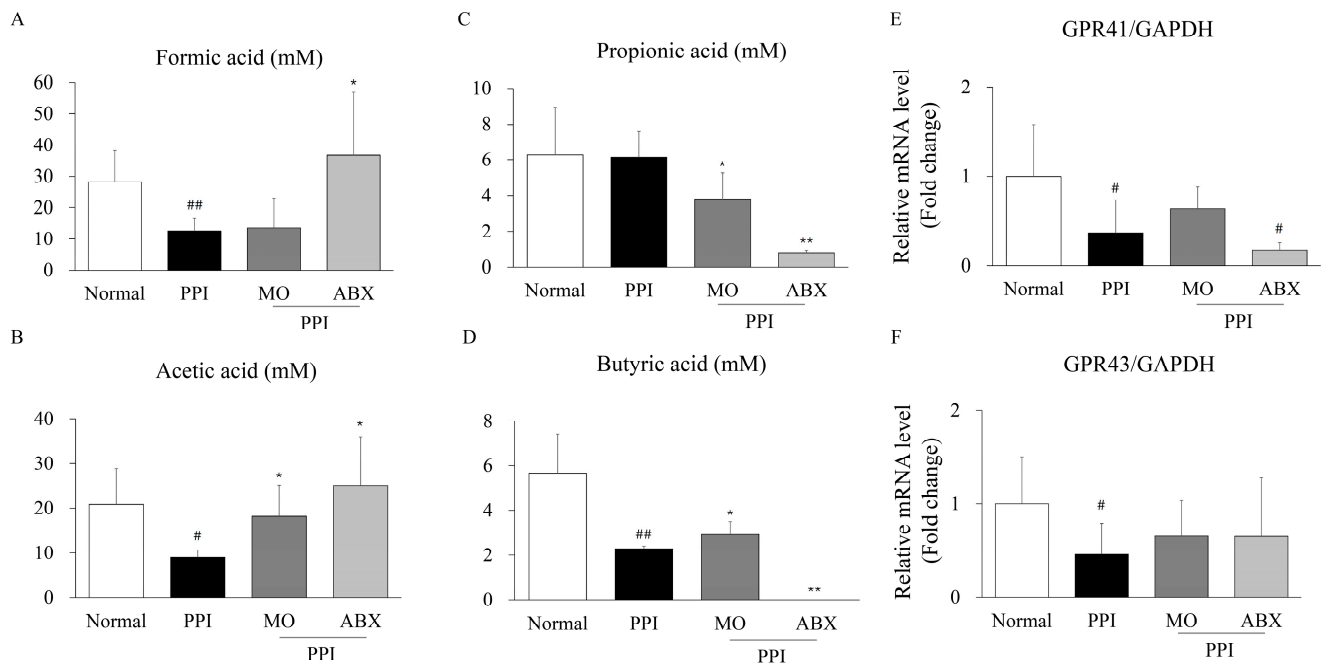 A
Formic acid (mM)
60
50
40
30
20
10
0
*
##
Normal PPI MO ABX
PPI
B
Acetic acid (mM)
40
30
20
10
0
*
*
#
Normal PPI MO ABX
PPI
C
Propionic acid (mM)
10
8
6
4
2
0
*
**
Normal PPI MO ABX
PPI
D
Butyric acid (mM)
8
6
4
2
0
##
*
**
Normal PPI MO ABX
PPI
E
GPR41/GAPDH
Relative mRNA level
(Fold change)
2
1
0
#
#
Normal PPI MO ABX
PPI
F
GPR43/GAPDH
Relative mRNA level
(Fold change)
2
1
0
#
Normal PPI MO ABX
PPI